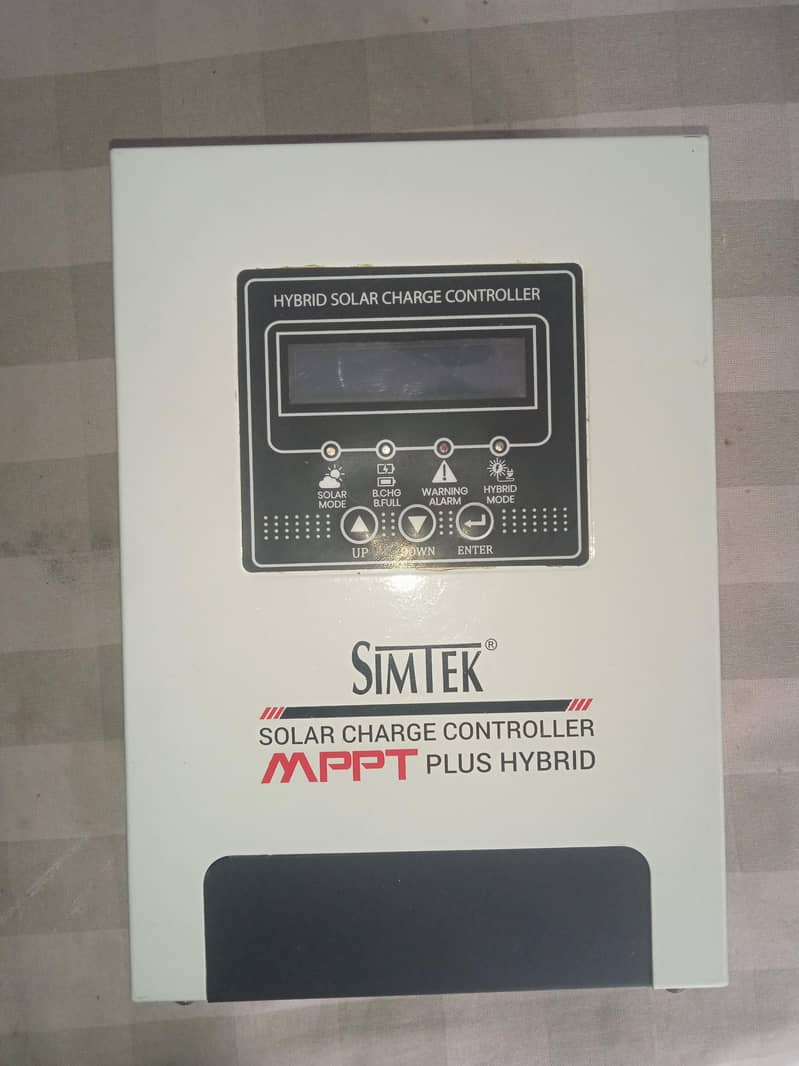 HYBRID SOLAR CHARGE CONTROLLER
SOLAR MODE
B.CHG B.FULL
WARNING ALARM
HYBRID MODE
UP DOWN ENTER
SIMTEK®
SOLAR CHARGE CONTROLLER
MPPT PLUS HYBRID